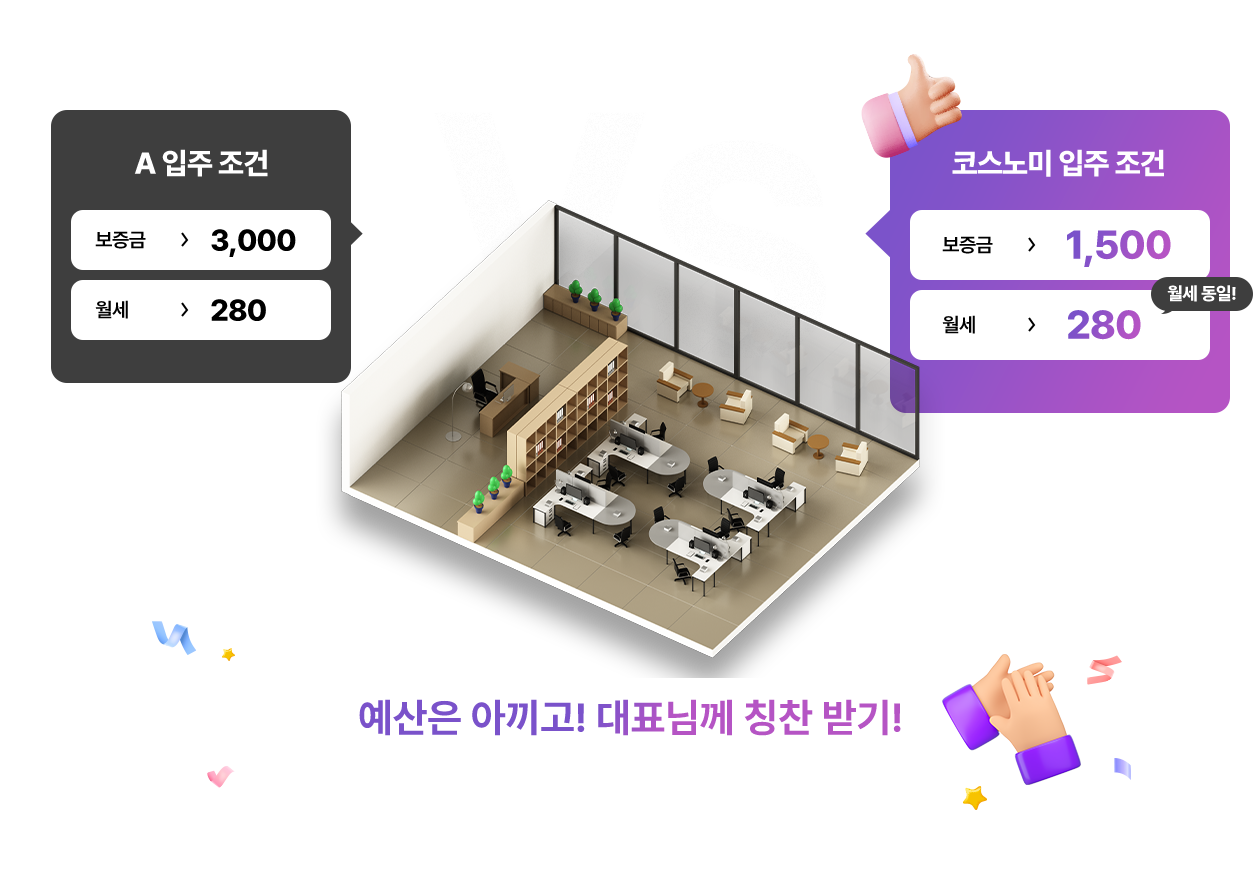 A 입주 조건
보증금 › 3,000
월세 › 280
코스노미 입주 조건
보증금 › 1,500
월세 동일!
월세 › 280
예산은 아끼고! 대표님께 칭찬 받기!